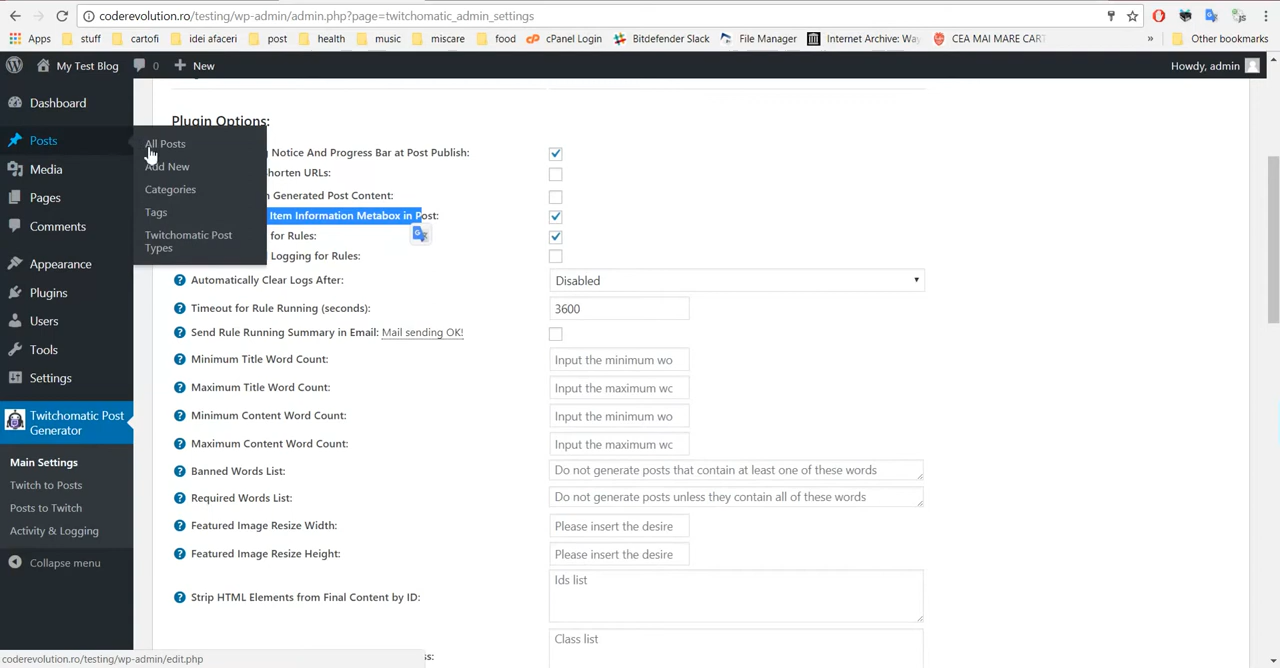 coderevolution.ro/testing/wp-admin/admin.php?page=twitchomatic_admin_settings
Apps stuff cartofi idei afaceri post health music miscare food cPanel Login Bitdefender Slack File Manager Internet Archive: Way CEA MAI MARE CART » Other bookmarks
My Test Blog 0 + New Howdy, admin
Dashboard
Posts
Media
Pages
Comments
Appearance
Plugins
Users
Tools
Settings
Twitchomatic Post
Generator
Main Settings
Twitch to Posts
Posts to Twitch
Activity & Logging
Collapse menu
All Posts
Add New
Categories
Tags
Twitchomatic Post
Types
Plugin Options:
Notice And Progress Bar at Post Publish:
Shorten URLs:
Generated Post Content:
Item Information Metabox in Post:
for Rules:
Logging for Rules:
Automatically Clear Logs After: Disabled
Timeout for Rule Running (seconds): 3600
Send Rule Running Summary in Email: Mail sending OK!
Minimum Title Word Count: Input the minimum wo
Maximum Title Word Count: Input the maximum wc
Minimum Content Word Count: Input the minimum wo
Maximum Content Word Count: Input the maximum wc
Banned Words List: Do not generate posts that contain at least one of these words
Required Words List: Do not generate posts unless they contain all of these words
Featured Image Resize Width: Please insert the desire
Featured Image Resize Height: Please insert the desire
Strip HTML Elements from Final Content by ID: Ids list
Class list
coderevolution.ro/testing/wp-admin/edit.php